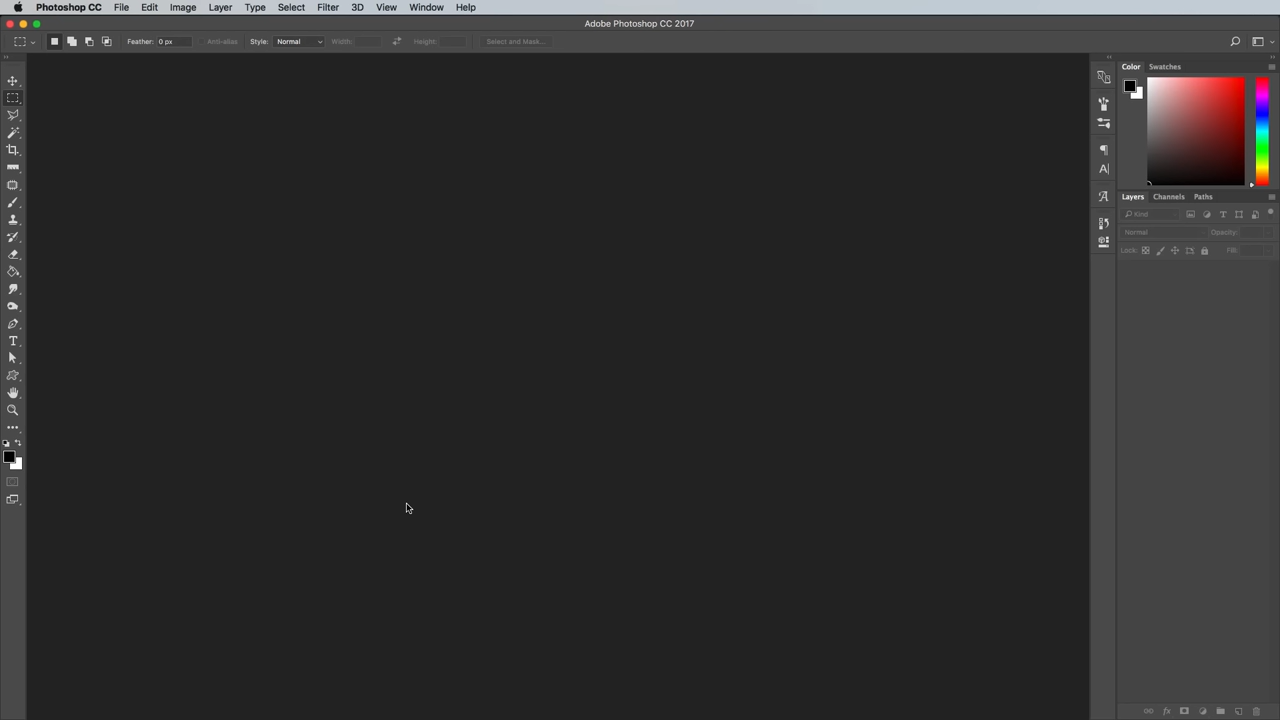 Photoshop CC File Edit Image Layer Type Select Filter 3D View Window Help
Adobe Photoshop CC 2017
Feather: 0 px Anti-alias Style: Normal Width: Height: Select and Mask...
Color Swatches
Layers Channels Paths
Kind
Normal Opacity:
Lock: Fill: